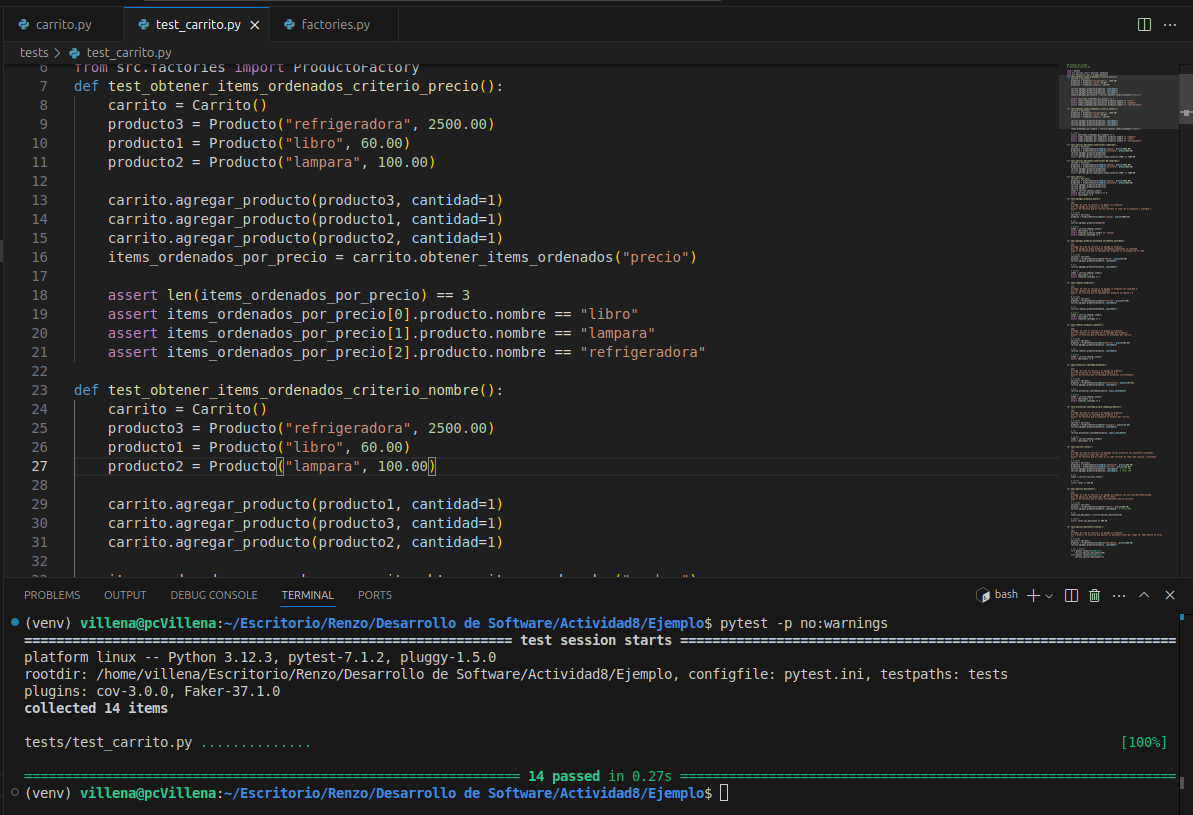 carrito.py
test_carrito.py
factories.py
tests > test_carrito.py
6 from src.factories import ProductoFactory
7 def test_obtener_items_ordenados_criterio_precio():
8     carrito = Carrito()
9     producto3 = Producto("refrigeradora", 2500.00)
10     producto1 = Producto("libro", 60.00)
11     producto2 = Producto("lampara", 100.00)
12
13     carrito.agregar_producto(producto3, cantidad=1)
14     carrito.agregar_producto(producto1, cantidad=1)
15     carrito.agregar_producto(producto2, cantidad=1)
16     items_ordenados_por_precio = carrito.obtener_items_ordenados("precio")
17
18     assert len(items_ordenados_por_precio) == 3
19     assert items_ordenados_por_precio[0].producto.nombre == "libro"
20     assert items_ordenados_por_precio[1].producto.nombre == "lampara"
21     assert items_ordenados_por_precio[2].producto.nombre == "refrigeradora"
22
23 def test_obtener_items_ordenados_criterio_nombre():
24     carrito = Carrito()
25     producto3 = Producto("refrigeradora", 2500.00)
26     producto1 = Producto("libro", 60.00)
27     producto2 = Producto("lampara", 100.00)
28
29     carrito.agregar_producto(producto1, cantidad=1)
30     carrito.agregar_producto(producto3, cantidad=1)
31     carrito.agregar_producto(producto2, cantidad=1)
32
PROBLEMS OUTPUT DEBUG CONSOLE TERMINAL PORTS
bash
(venv) villena@pcVillena:~/Escritorio/Renzo/Desarrollo de Software/Actividad8/Ejemplo$ pytest -p no:warnings
============================================================= test session starts =============================================================
platform linux -- Python 3.12.3, pytest-7.1.2, pluggy-1.5.0
rootdir: /home/villena/Escritorio/Renzo/Desarrollo de Software/Actividad8/Ejemplo, configfile: pytest.ini, testpaths: tests
plugins: cov-3.0.0, Faker-37.1.0
collected 14 items
tests/test_carrito.py .............. [100%]
============================================================== 14 passed in 0.27s ==============================================================
(venv) villena@pcVillena:~/Escritorio/Renzo/Desarrollo de Software/Actividad8/Ejemplo$